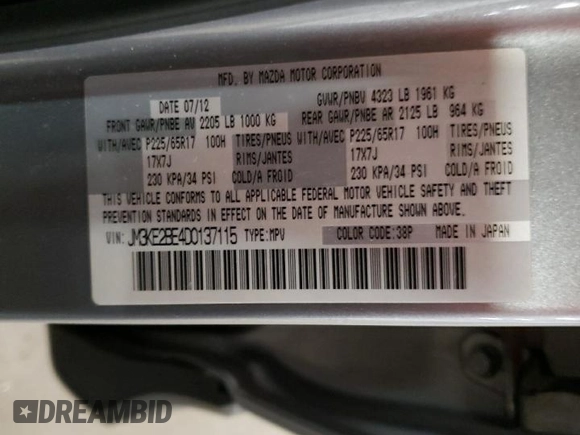 MFD. BY MAZDA MOTOR CORPORATION
DATE 07/12 GVWR/PNBV 4323 LB 1961 KG
FRONT GAWR/PNBE AV 2205 LB 1000 KG REAR GAWR/PNBE AR 2125 LB 964 KG
WITH/AVEC P225/65R17 100H TIRES/PNEUS WITH/AVEC P225/65R17 100H TIRES/PNEUS
17X7J RIMS/JANTES 17X7J RIMS/JANTES
230 KPA/34 PSI COLD/A FROID 230 KPA/34 PSI COLD/A FROID
THIS VEHICLE CONFORMS TO ALL APPLICABLE FEDERAL MOTOR VEHICLE SAFETY AND THEFT
PREVENTION STANDARDS IN EFFECT ON THE DATE OF MANUFACTURE SHOWN ABOVE.
VIN: JM3KE2BE4D0137115 TYPE:MPV COLOR CODE:38P MADE IN JAPAN
DREAMBID